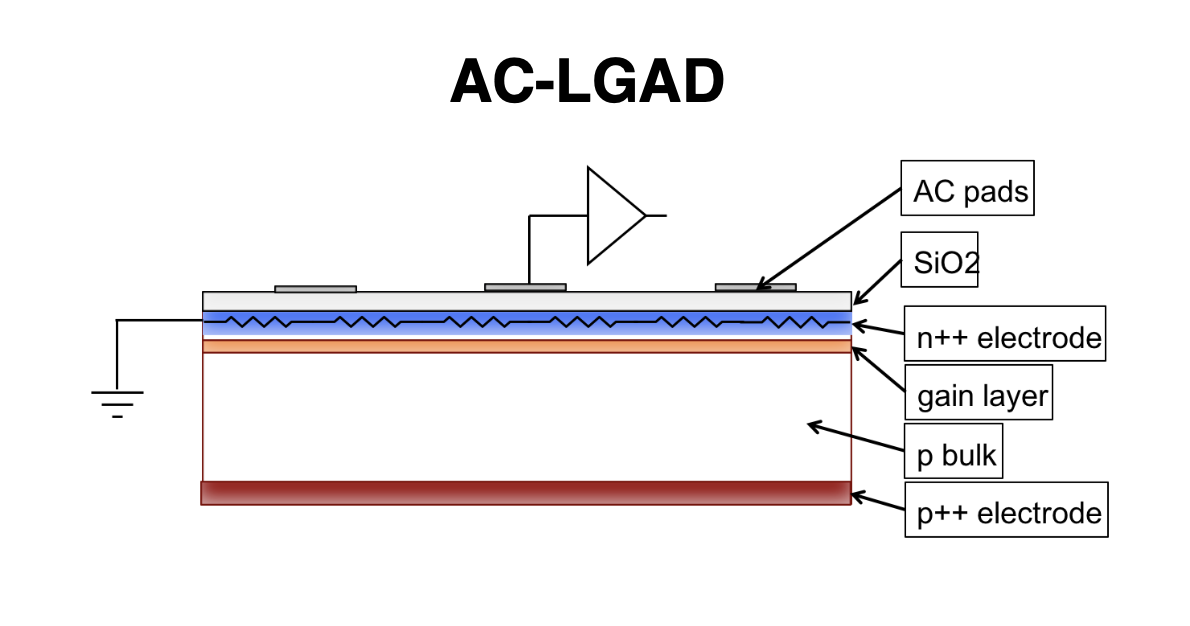 AC-LGAD
AC pads
SiO2
n++ electrode
gain layer
p bulk
p++ electrode